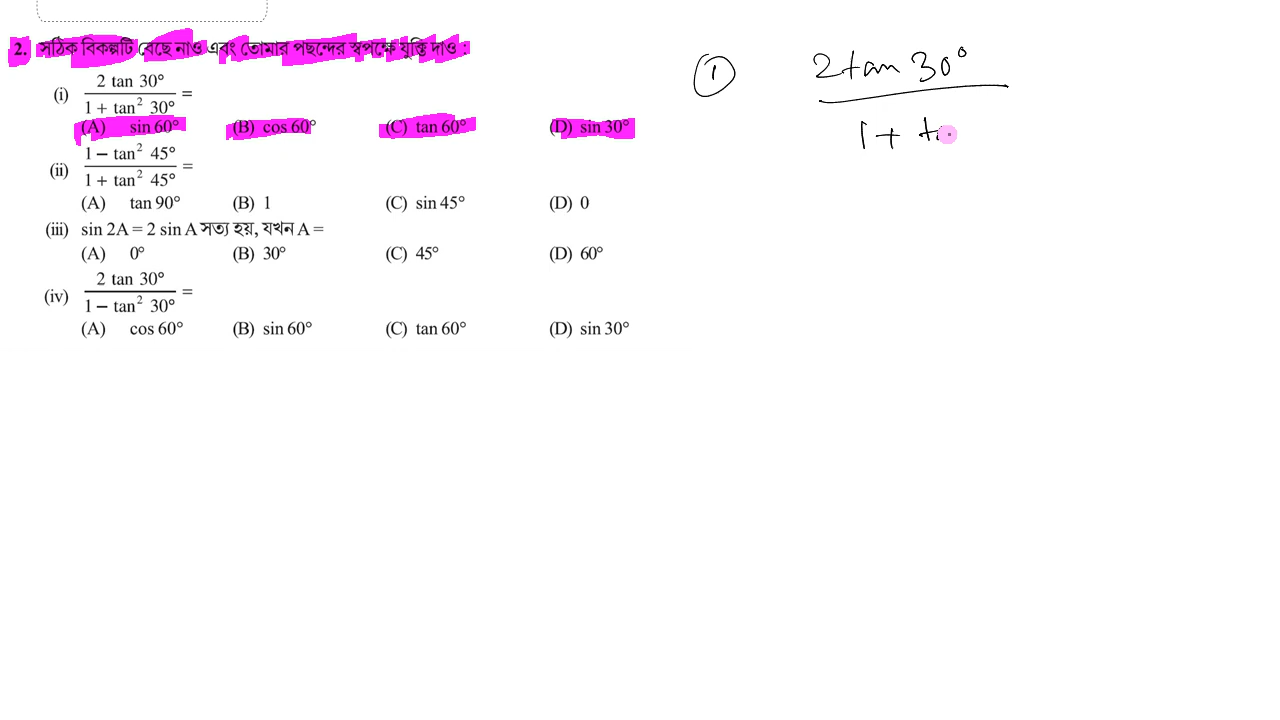 2. সঠিক বিকল্পটি বেছে নাও এবং তোমার পছন্দের স্বপক্ষে যুক্তি দাও :
(i) 2 tan 30° / 1 + tan² 30° =
(A) sin 60° (B) cos 60° (C) tan 60° (D) sin 30°
(ii) 1 – tan² 45° / 1 + tan² 45° =
(A) tan 90° (B) 1 (C) sin 45° (D) 0
(iii) sin 2A = 2 sin A সত্য হয়, যখন A =
(A) 0° (B) 30° (C) 45° (D) 60°
(iv) 2 tan 30° / 1 – tan² 30° =
(A) cos 60° (B) sin 60° (C) tan 60° (D) sin 30°
① 2 tan 30°
1 +